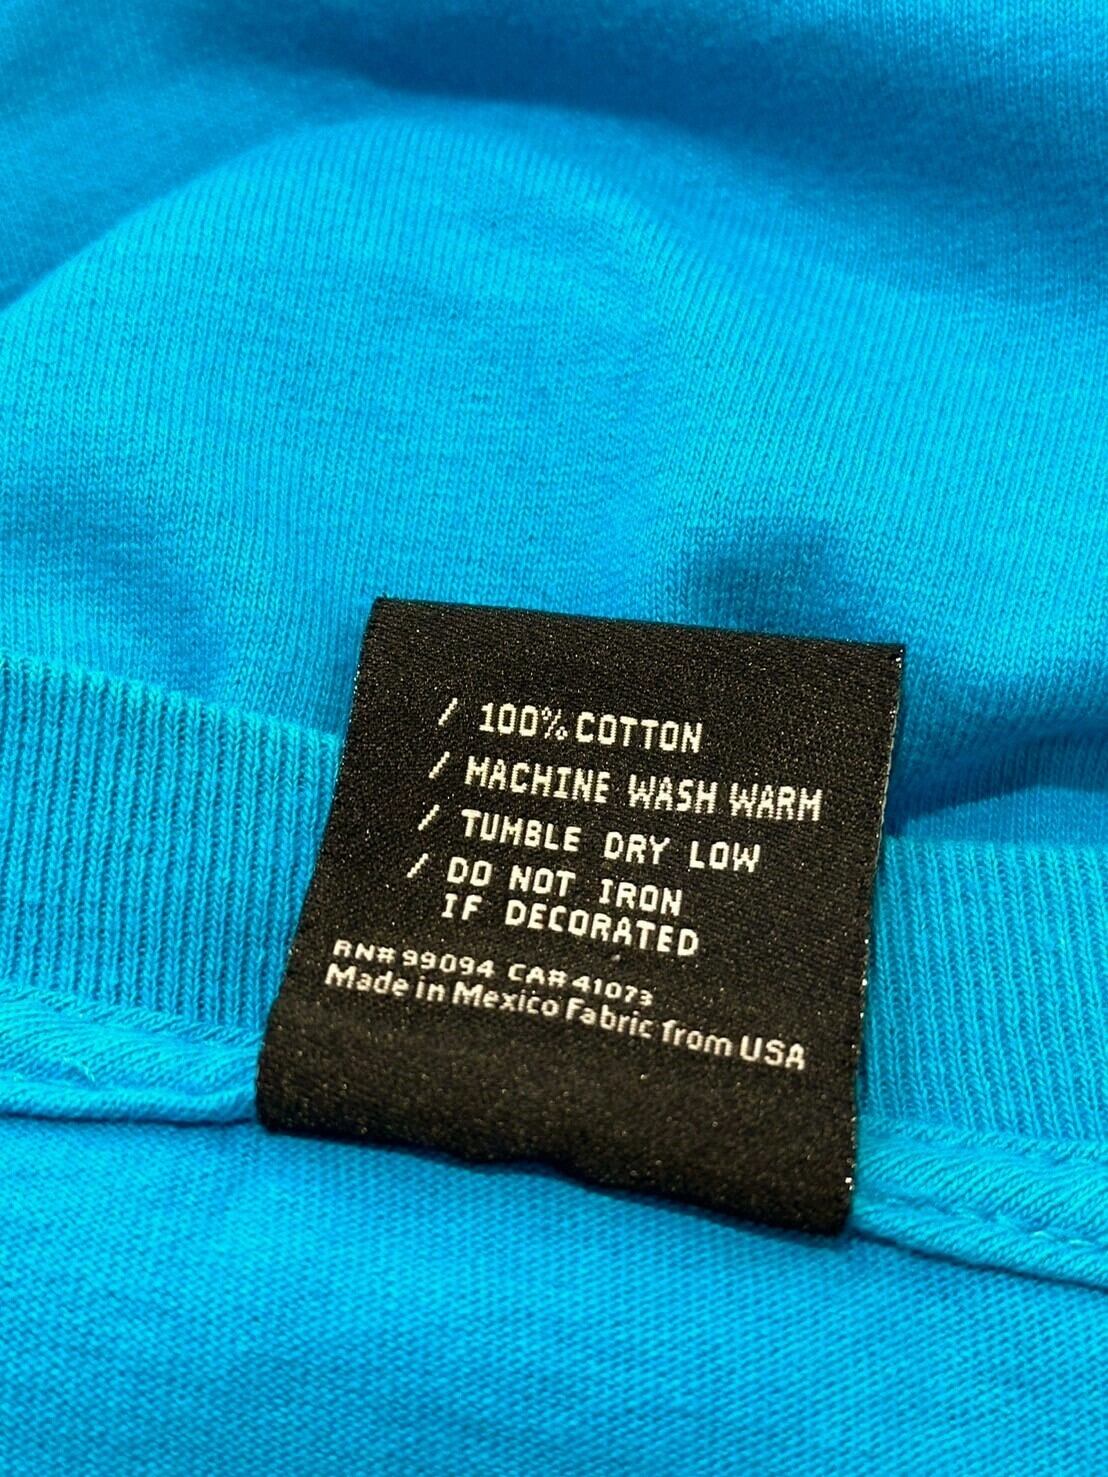 / 100% COTTON
/ MACHINE WASH WARM
/ TUMBLE DRY LOW
/ DO NOT IRON
IF DECORATED
RN# 99094 CA# 41073
Made in Mexico Fabric from USA